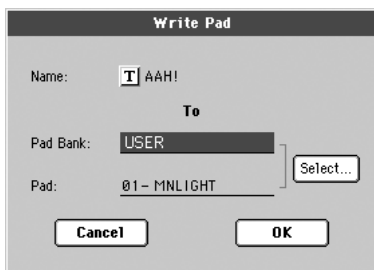 Write Pad
Name: T AAH!
To
Pad Bank: USER
Select...
Pad: 01- MNLIGHT
Cancel OK